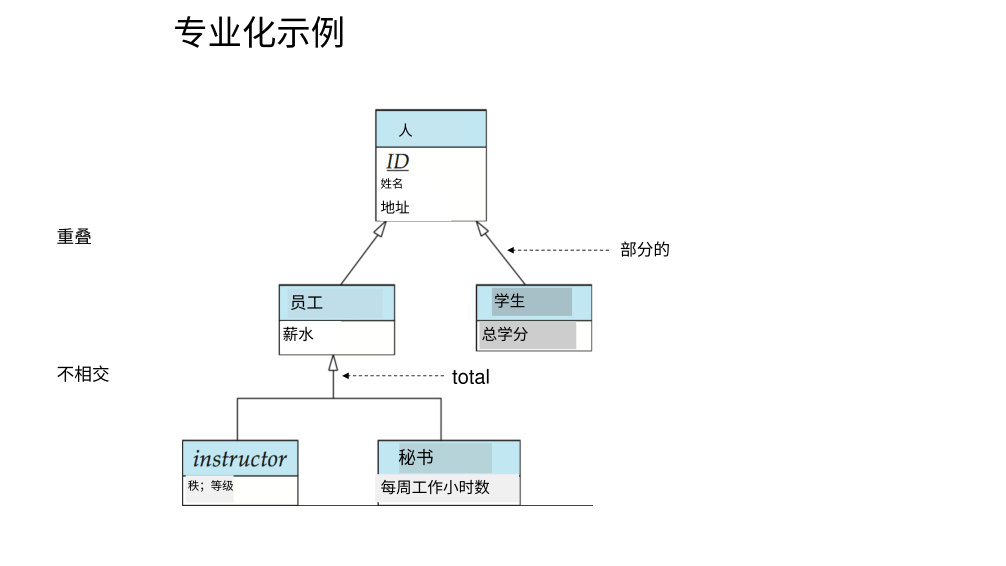 专业化示例
人
ID
姓名
地址
重叠
部分的
员工
学生
薪水
总学分
不相交
total
instructor
秘书
秩；等级
每周工作小时数